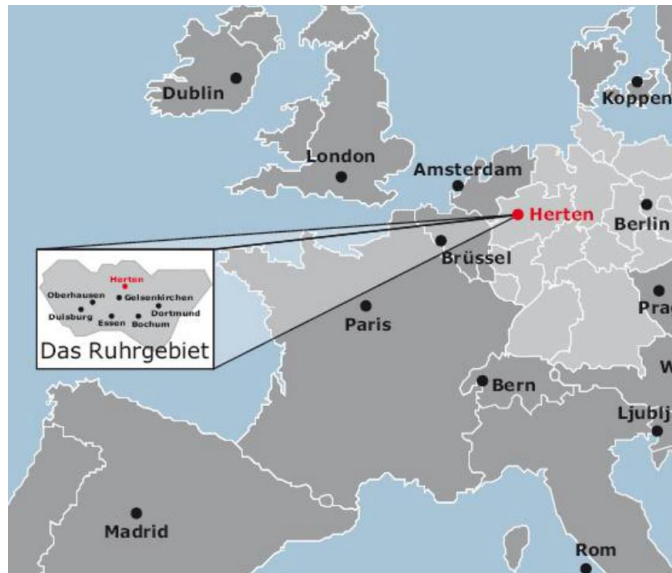 Dublin
Koppen
London
Amsterdam
Herten
Berlin
Brüssel
Herten
Oberhausen
Gelsenkirchen
Duisburg
Dortmund
Essen
Bochum
Das Ruhrgebiet
Paris
Prag
Bern
W
Ljublj
Madrid
Rom